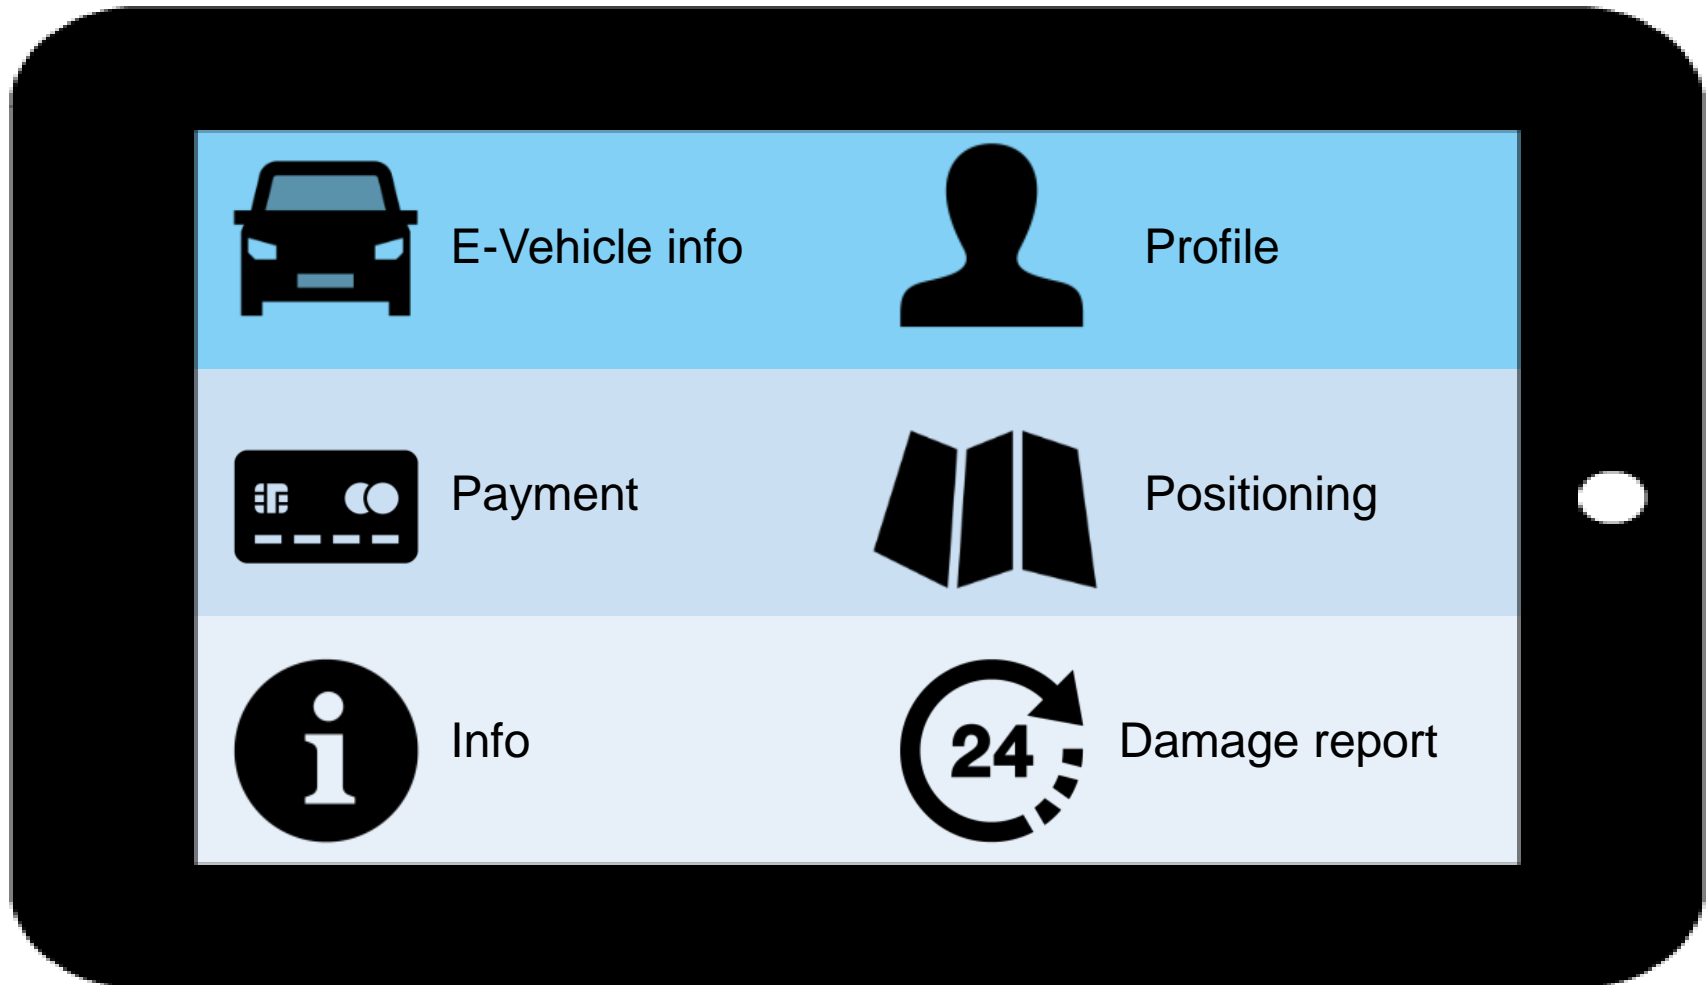 E-Vehicle info
Profile
Payment
Positioning
Info
24
Damage report